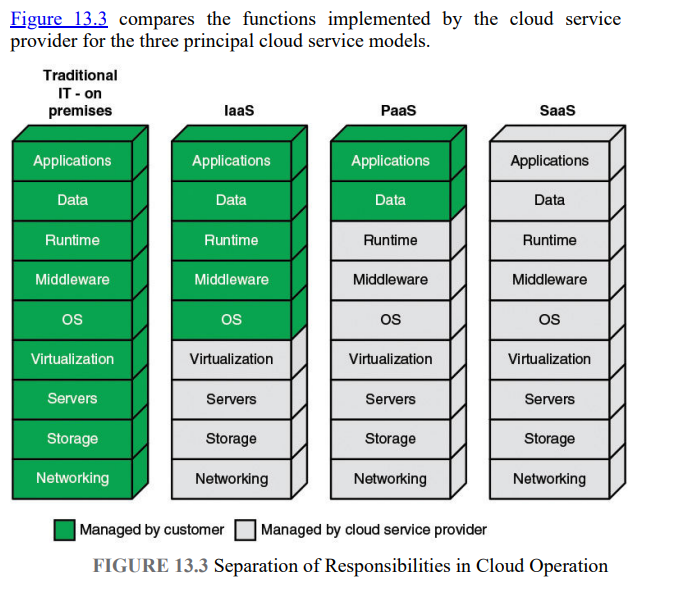 Figure 13.3 compares the functions implemented by the cloud service
provider for the three principal cloud service models.
Traditional
IT - on
premises
Applications
Data
Runtime
Middleware
OS
Virtualization
Servers
Storage
Networking
IaaS
Applications
Data
Runtime
Middleware
OS
Virtualization
Servers
Storage
Networking
PaaS
Applications
Data
Runtime
Middleware
OS
Virtualization
Servers
Storage
Networking
SaaS
Applications
Data
Runtime
Middleware
OS
Virtualization
Servers
Storage
Networking
Managed by customer
Managed by cloud service provider
FIGURE 13.3 Separation of Responsibilities in Cloud Operation